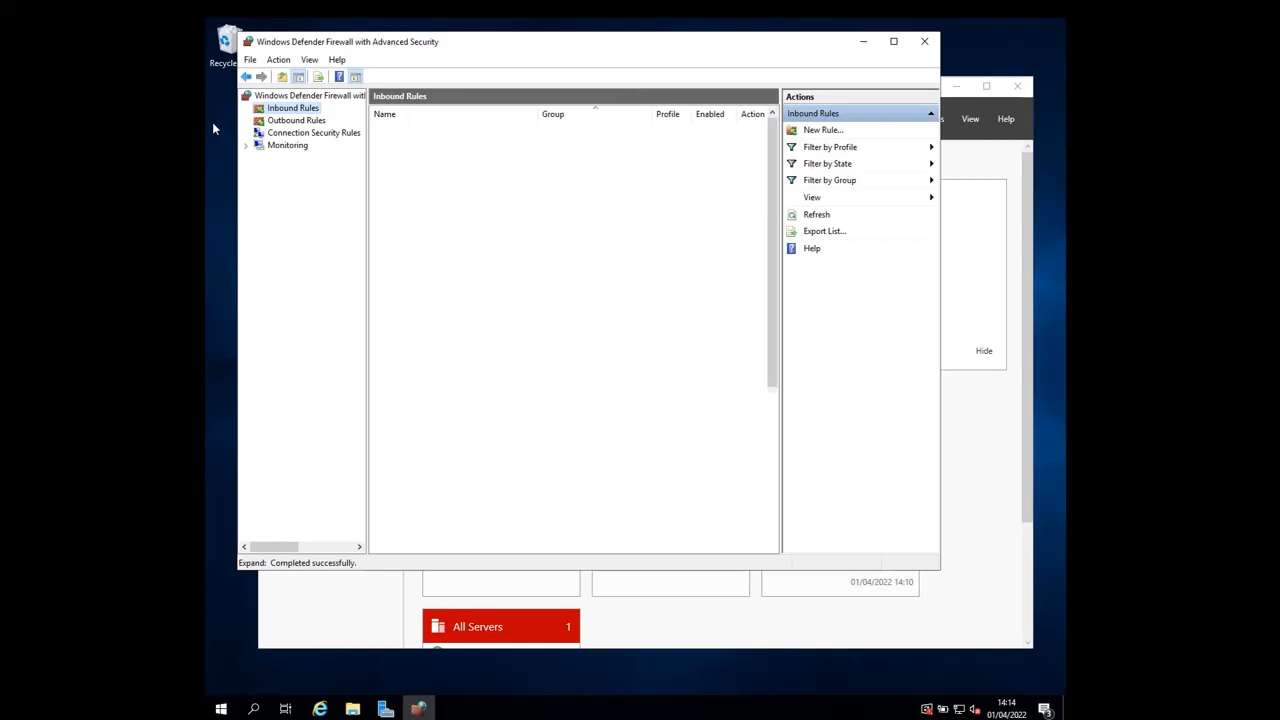 Recycle
Windows Defender Firewall with Advanced Security
File Action View Help
Windows Defender Firewall wit
Inbound Rules
Outbound Rules
Connection Security Rules
Monitoring
Inbound Rules
Name Group Profile Enabled Action
Actions
Inbound Rules
New Rule...
Filter by Profile
Filter by State
Filter by Group
View
Refresh
Export List...
Help
s View Help
Hide
Expand: Completed successfully.
01/04/2022 14:10
All Servers 1
14:14
01/04/2022
3